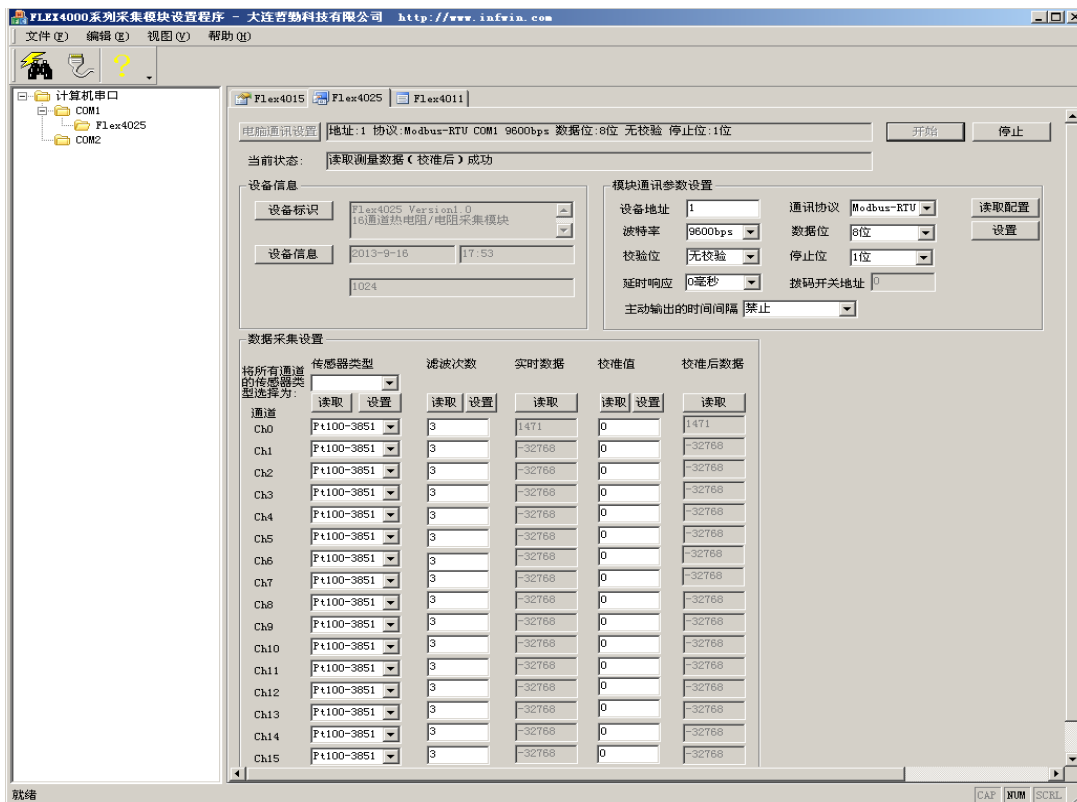 FLEX4000系列采集模块设置程序 - 大连哲勤科技有限公司 http://www.infwin.com
文件(F) 编辑(E) 视图(V) 帮助(H)
计算机串口
COM1
Flex4025
COM2
Flex4015 Flex4025 Flex4011
电脑通讯设置 地址:1 协议:Modbus-RTU COM1 9600bps 数据位:8位 无校验 停止位:1位 开始 停止
当前状态: 读取测量数据(校准后)成功
设备信息
设备标识 Flex4025 Version1.0
16通道热电阻/电阻采集模块
设备信息 2013-9-16 17:53
1024
模块通讯参数设置
设备地址 1 通讯协议 Modbus-RTU 读取配置
波特率 9600bps 数据位 8位 设置
校验位 无校验 停止位 1位
延时响应 0毫秒 拨码开关地址 0
主动输出的时间间隔 禁止
数据采集设置
将所有通道的传感器类型选择为:
传感器类型 滤波次数 实时数据 校准值 校准后数据
读取 设置 读取 设置 读取 读取 设置 读取
通道
Ch0 Pt100-3851 3 1471 0 1471
Ch1 Pt100-3851 3 -32768 0 -32768
Ch2 Pt100-3851 3 -32768 0 -32768
Ch3 Pt100-3851 3 -32768 0 -32768
Ch4 Pt100-3851 3 -32768 0 -32768
Ch5 Pt100-3851 3 -32768 0 -32768
Ch6 Pt100-3851 3 -32768 0 -32768
Ch7 Pt100-3851 3 -32768 0 -32768
Ch8 Pt100-3851 3 -32768 0 -32768
Ch9 Pt100-3851 3 -32768 0 -32768
Ch10 Pt100-3851 3 -32768 0 -32768
Ch11 Pt100-3851 3 -32768 0 -32768
Ch12 Pt100-3851 3 -32768 0 -32768
Ch13 Pt100-3851 3 -32768 0 -32768
Ch14 Pt100-3851 3 -32768 0 -32768
Ch15 Pt100-3851 3 -32768 0 -32768
就绪 CAP NUM SCRL